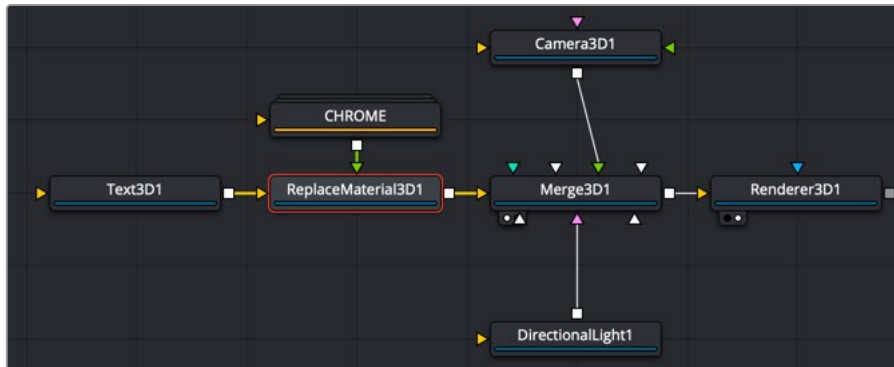 Camera3D1
CHROME
Text3D1
ReplaceMaterial3D1
Merge3D1
Renderer3D1
DirectionalLight1